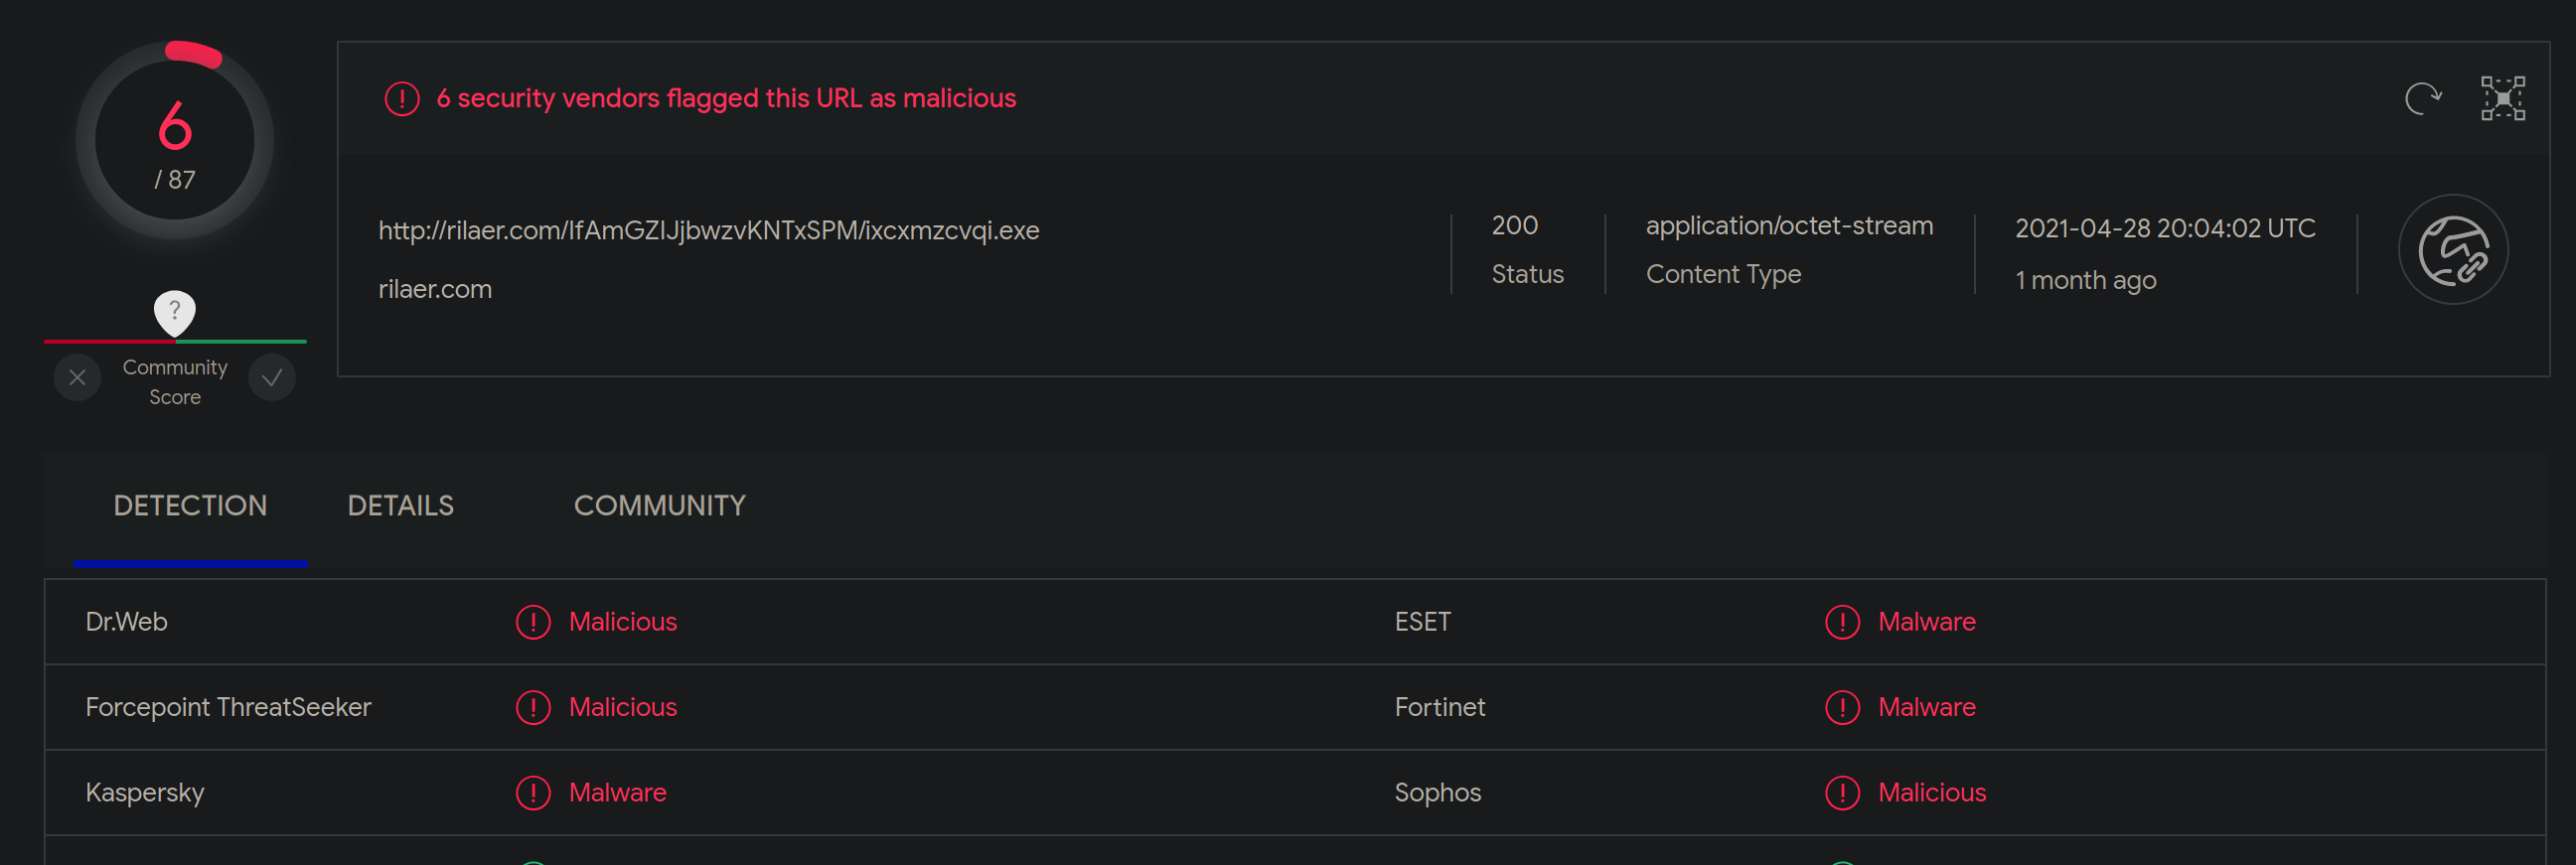 6
/ 87
?
Community
Score
6 security vendors flagged this URL as malicious
http://rilaer.com/IfAmGZIJjbwzvKNTxSPM/ixcxmzcvqi.exe
rilaer.com
200
Status
application/octet-stream
Content Type
2021-04-28 20:04:02 UTC
1 month ago
DETECTION DETAILS COMMUNITY
Dr.Web Malicious ESET Malware
Forcepoint ThreatSeeker Malicious Fortinet Malware
Kaspersky Malware Sophos Malicious